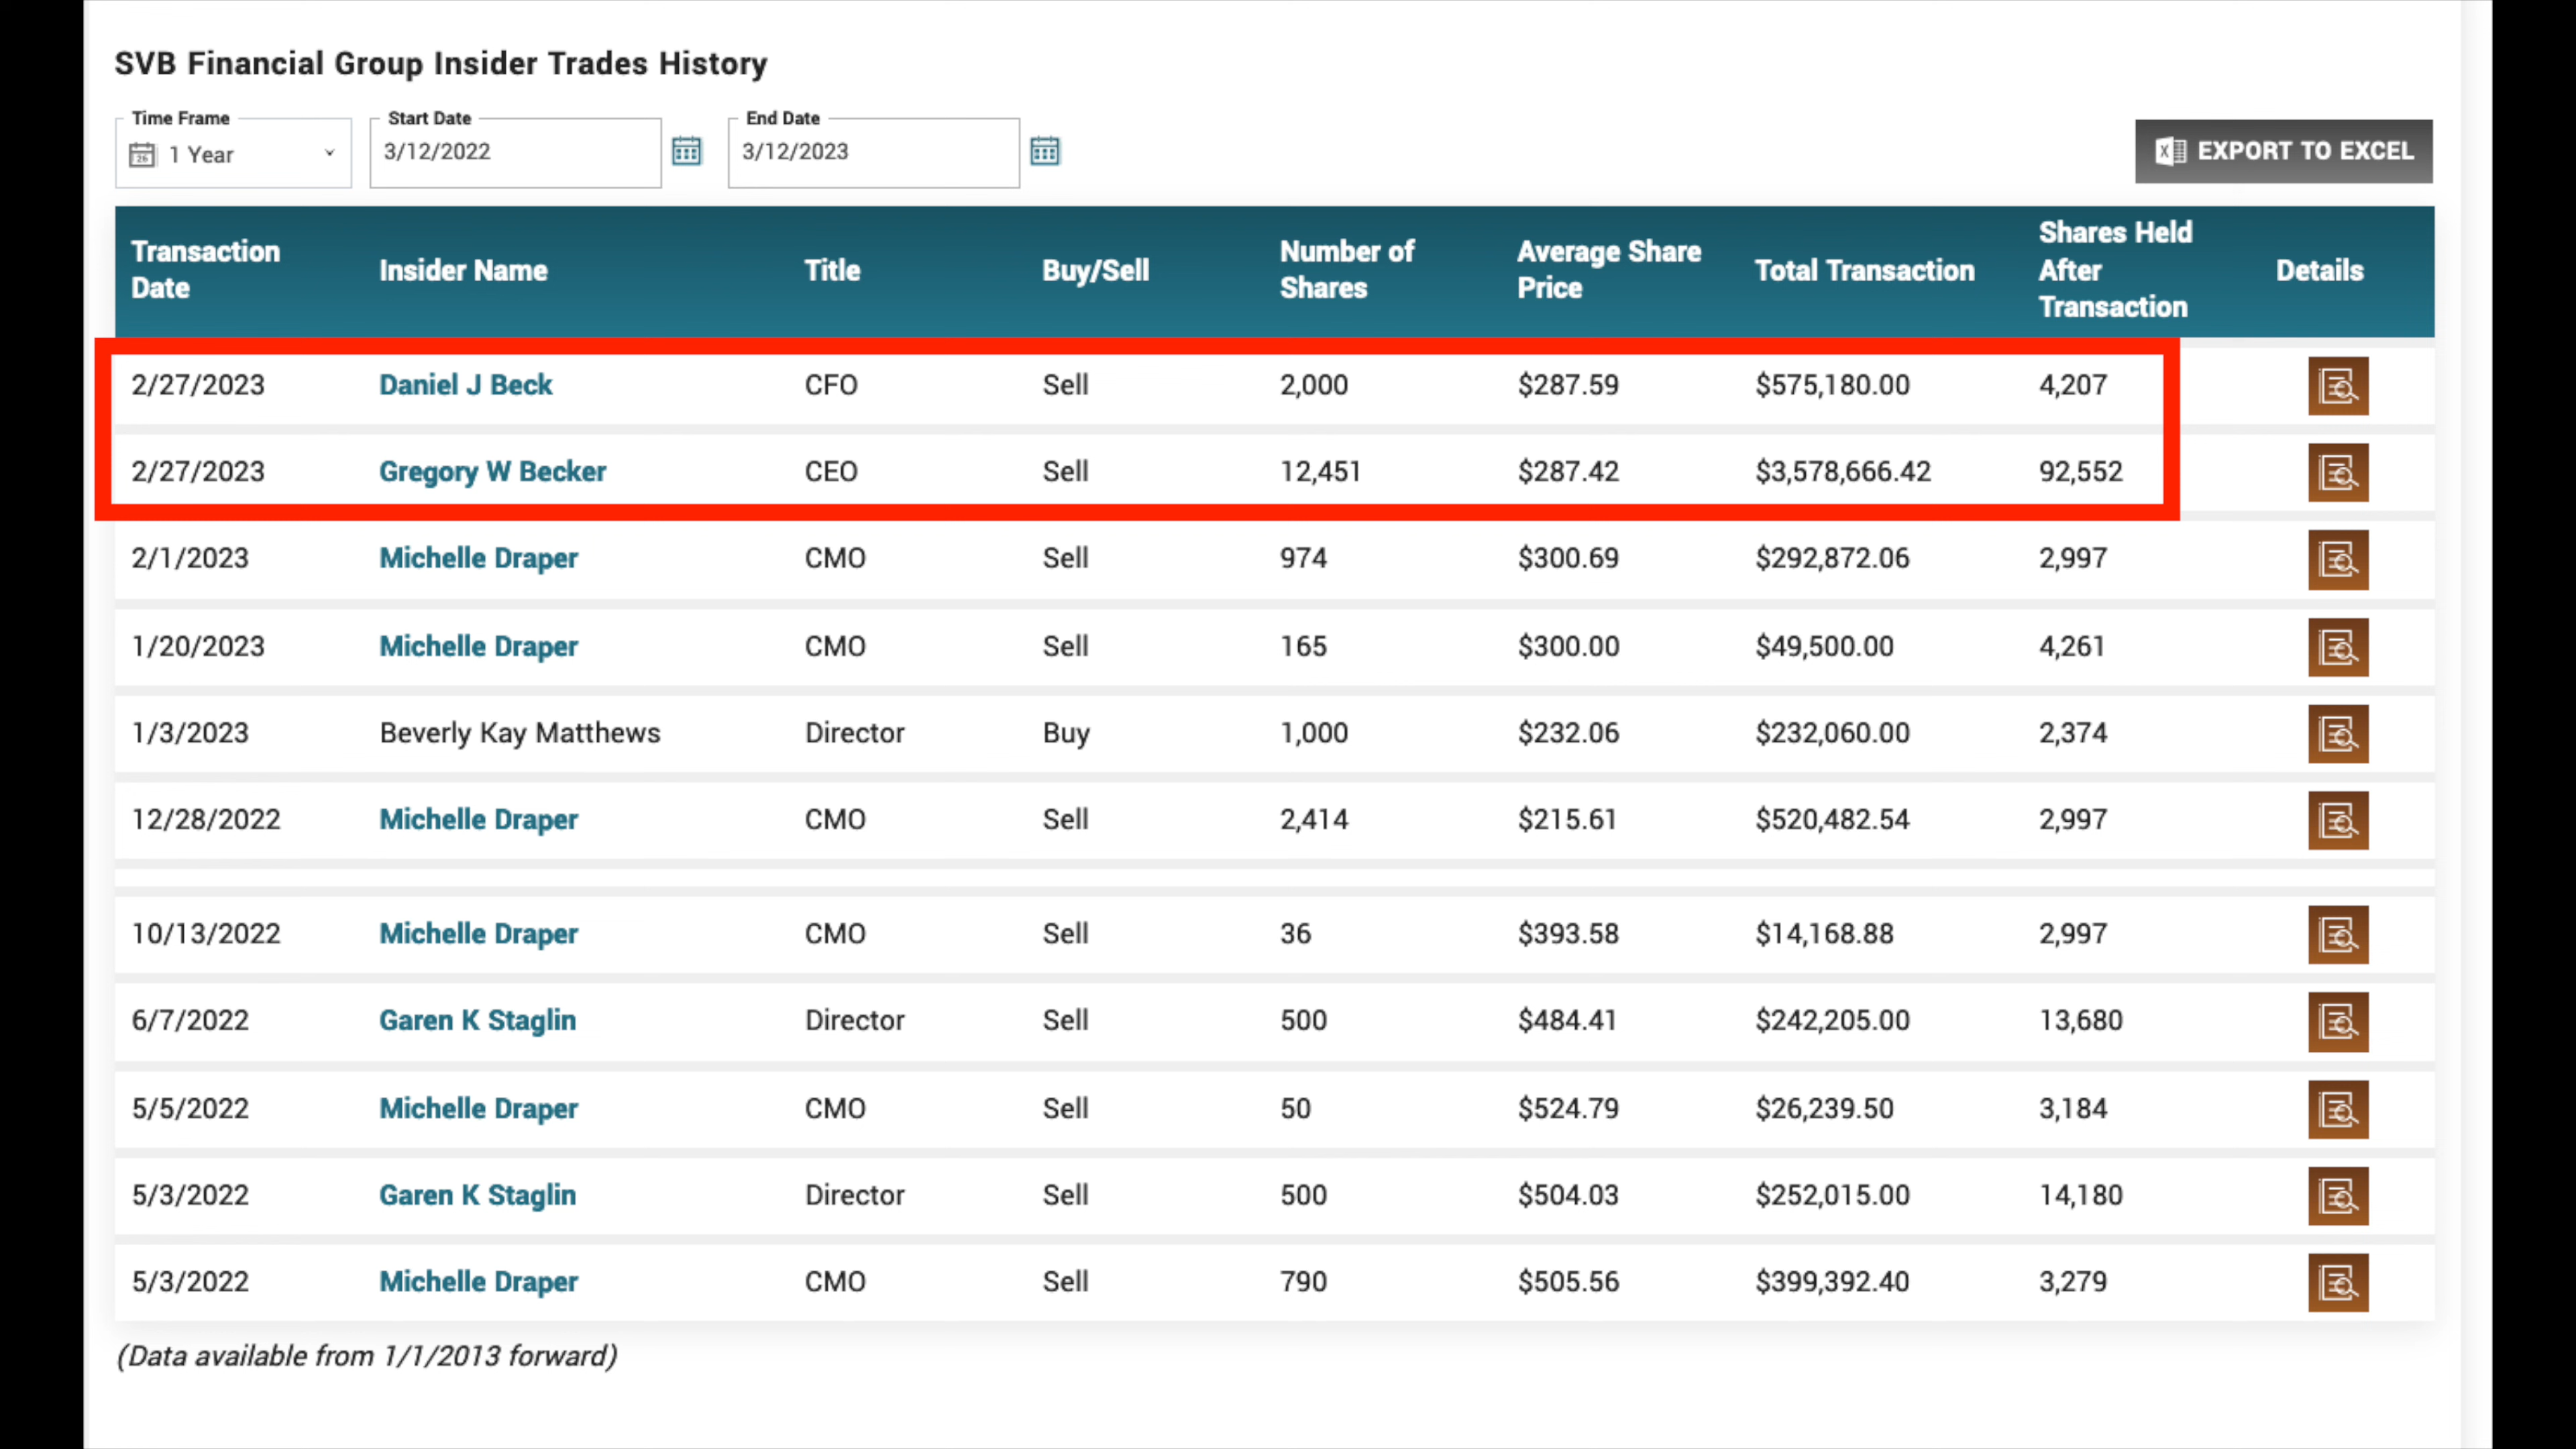 SVB Financial Group Insider Trades History
Time Frame Start Date End Date
1 Year 3/12/2022 3/12/2023 EXPORT TO EXCEL
Transaction Date Insider Name Title Buy/Sell Number of Shares Average Share Price Total Transaction Shares Held After Transaction Details
2/27/2023 Daniel J Beck CFO Sell 2,000 $287.59 $575,180.00 4,207
2/27/2023 Gregory W Becker CEO Sell 12,451 $287.42 $3,578,666.42 92,552
2/1/2023 Michelle Draper CMO Sell 974 $300.69 $292,872.06 2,997
1/20/2023 Michelle Draper CMO Sell 165 $300.00 $49,500.00 4,261
1/3/2023 Beverly Kay Matthews Director Buy 1,000 $232.06 $232,060.00 2,374
12/28/2022 Michelle Draper CMO Sell 2,414 $215.61 $520,482.54 2,997
10/13/2022 Michelle Draper CMO Sell 36 $393.58 $14,168.88 2,997
6/7/2022 Garen K Staglin Director Sell 500 $484.41 $242,205.00 13,680
5/5/2022 Michelle Draper CMO Sell 50 $524.79 $26,239.50 3,184
5/3/2022 Garen K Staglin Director Sell 500 $504.03 $252,015.00 14,180
5/3/2022 Michelle Draper CMO Sell 790 $505.56 $399,392.40 3,279
(Data available from 1/1/2013 forward)